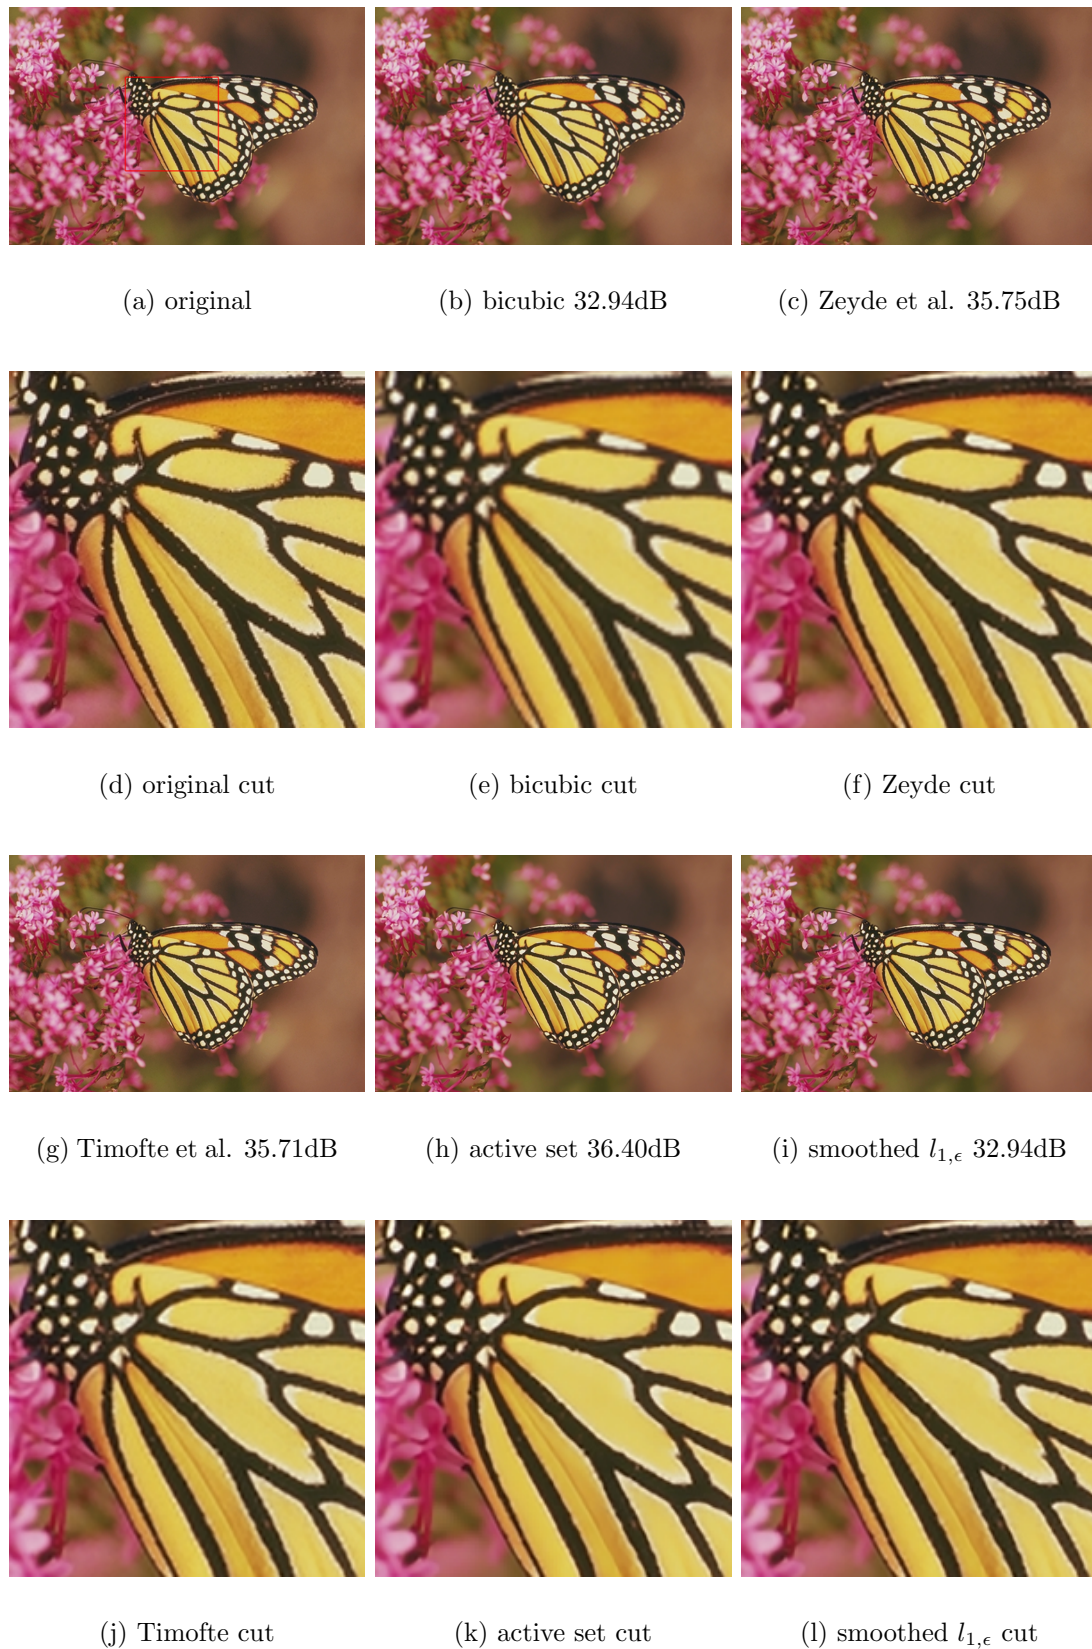 (a) original
(b) bicubic 32.94dB
(c) Zeyde et al. 35.75dB
(d) original cut
(e) bicubic cut
(f) Zeyde cut
(g) Timofte et al. 35.71dB
(h) active set 36.40dB
(i) smoothed l₁,ϵ 32.94dB
(j) Timofte cut
(k) active set cut
(l) smoothed l₁,ϵ cut